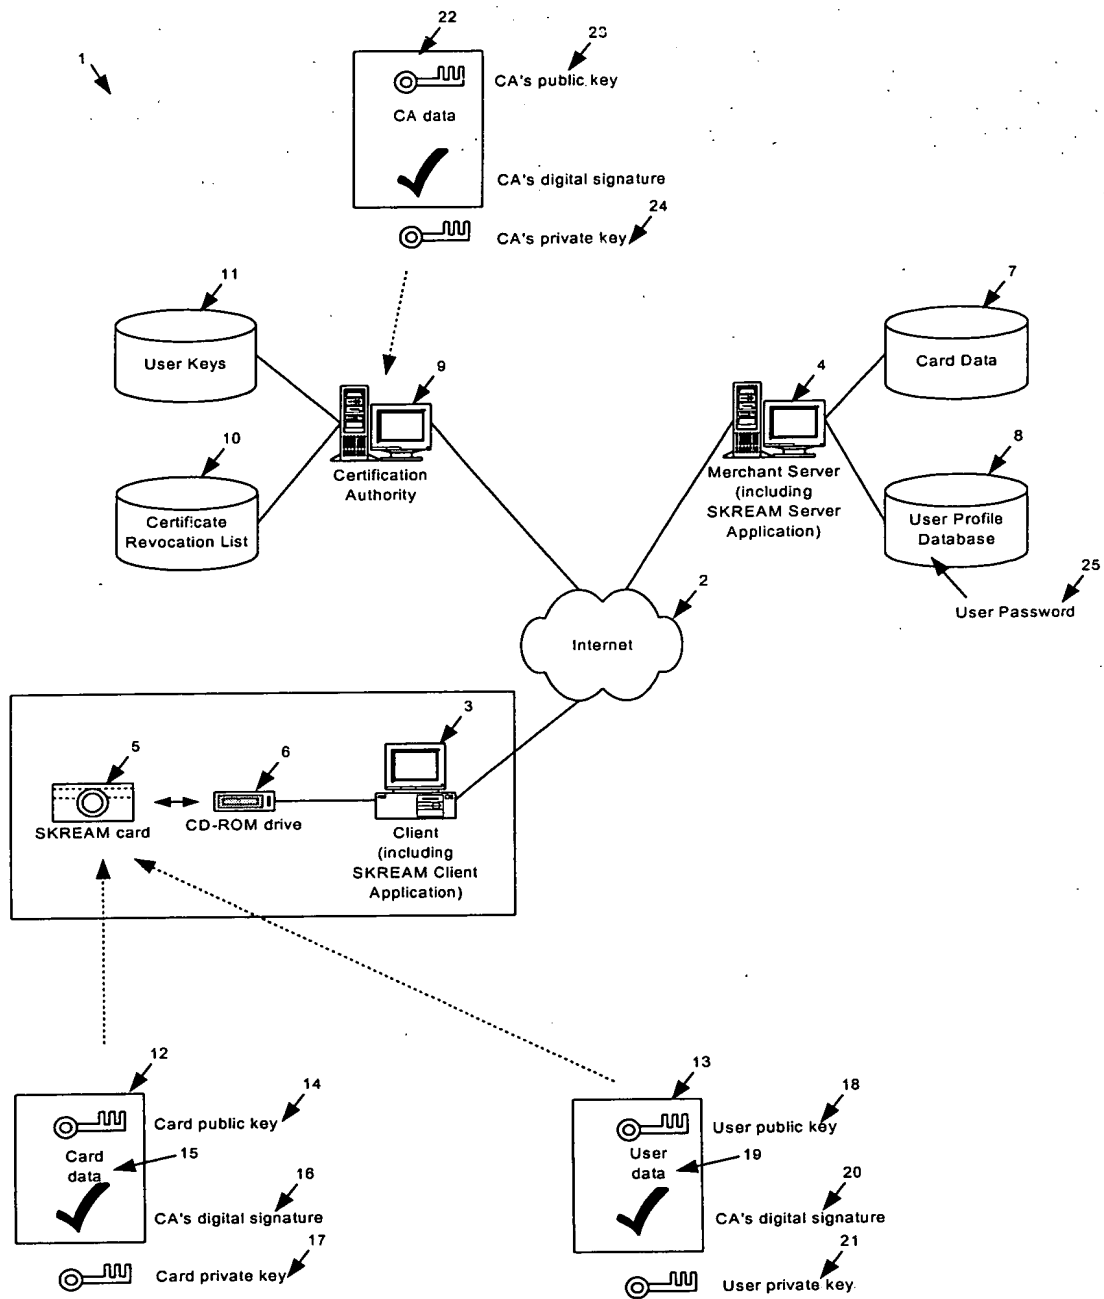 22
23
1
CA's public key
CA data
CA's digital signature
24
CA's private key
11
7
User Keys
9
4
Card Data
10
8
Certification
Authority
Merchant Server
(including
SKREAM Server
Application)
Certificate
Revocation List
User Profile
Database
25
User Password
2
Internet
3
5
6
SKREAM card
CD-ROM drive
Client
(including
SKREAM Client
Application)
12
14
Card public key
Card
data
15
16
CA's digital signature
17
Card private key
13
18
User public key
User
data
19
20
CA's digital signature
21
User private key